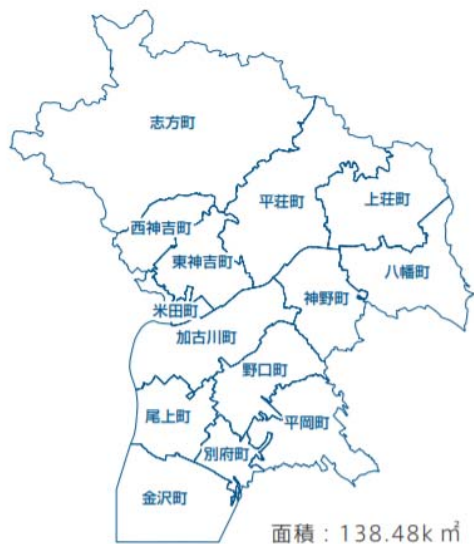 志方町
平荘町
上荘町
西神吉町
東神吉町
八幡町
神野町
米田町
加古川町
野口町
尾上町
平岡町
別府町
金沢町
面積：138.48k㎡